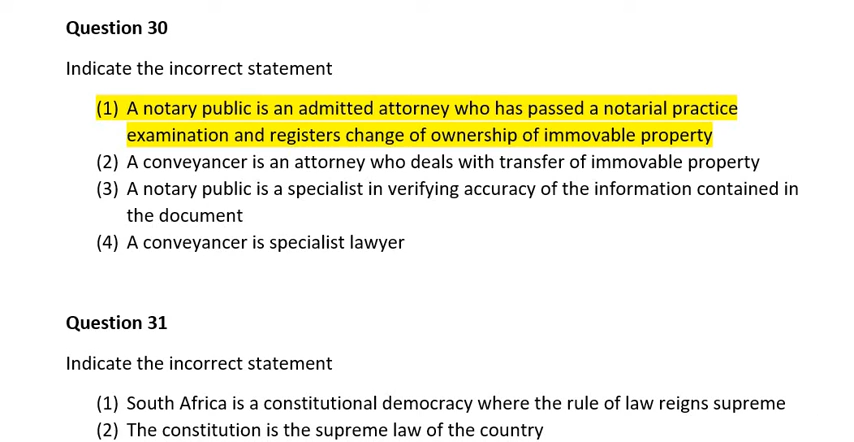 Question 30
Indicate the incorrect statement
(1) A notary public is an admitted attorney who has passed a notarial practice
examination and registers change of ownership of immovable property
(2) A conveyancer is an attorney who deals with transfer of immovable property
(3) A notary public is a specialist in verifying accuracy of the information contained in
the document
(4) A conveyancer is specialist lawyer
Question 31
Indicate the incorrect statement
(1) South Africa is a constitutional democracy where the rule of law reigns supreme
(2) The constitution is the supreme law of the country